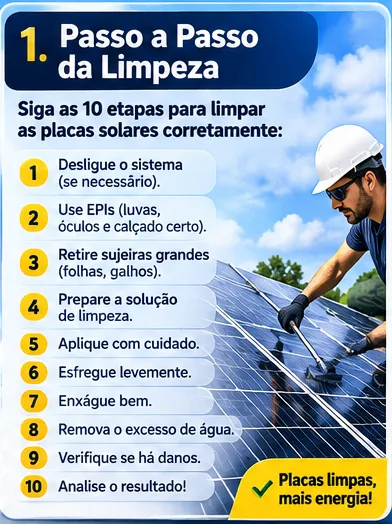 1. Passo a Passo
da Limpeza
Siga as 10 etapas para limpar
as placas solares corretamente:
1 Desligue o sistema
(se necessário).
2 Use EPIs (luvas,
óculos e calçado certo).
3 Retire sujeiras grandes
(folhas, galhos).
4 Prepare a solução
de limpeza.
5 Aplique com cuidado.
6 Esfregue levemente.
7 Enxágue bem.
8 Remova o excesso de água.
9 Verifique se há danos.
10 Analise o resultado!
Placas limpas,
mais energia!